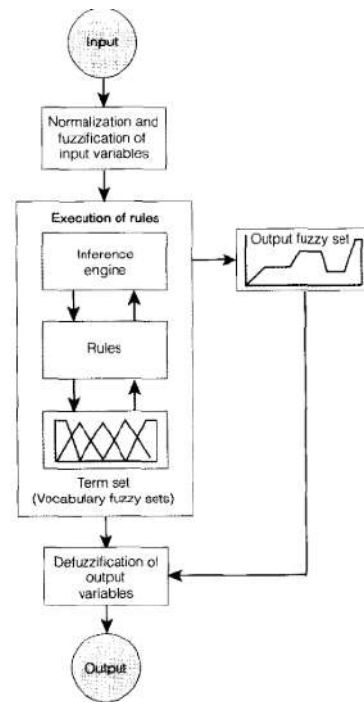 Input
Normalization and
fuzzification of
input variables
Execution of rules
Inference
engine
Rules
Term set
(Vocabulary fuzzy sets)
Output fuzzy set
Defuzzification of
output
variables
Output